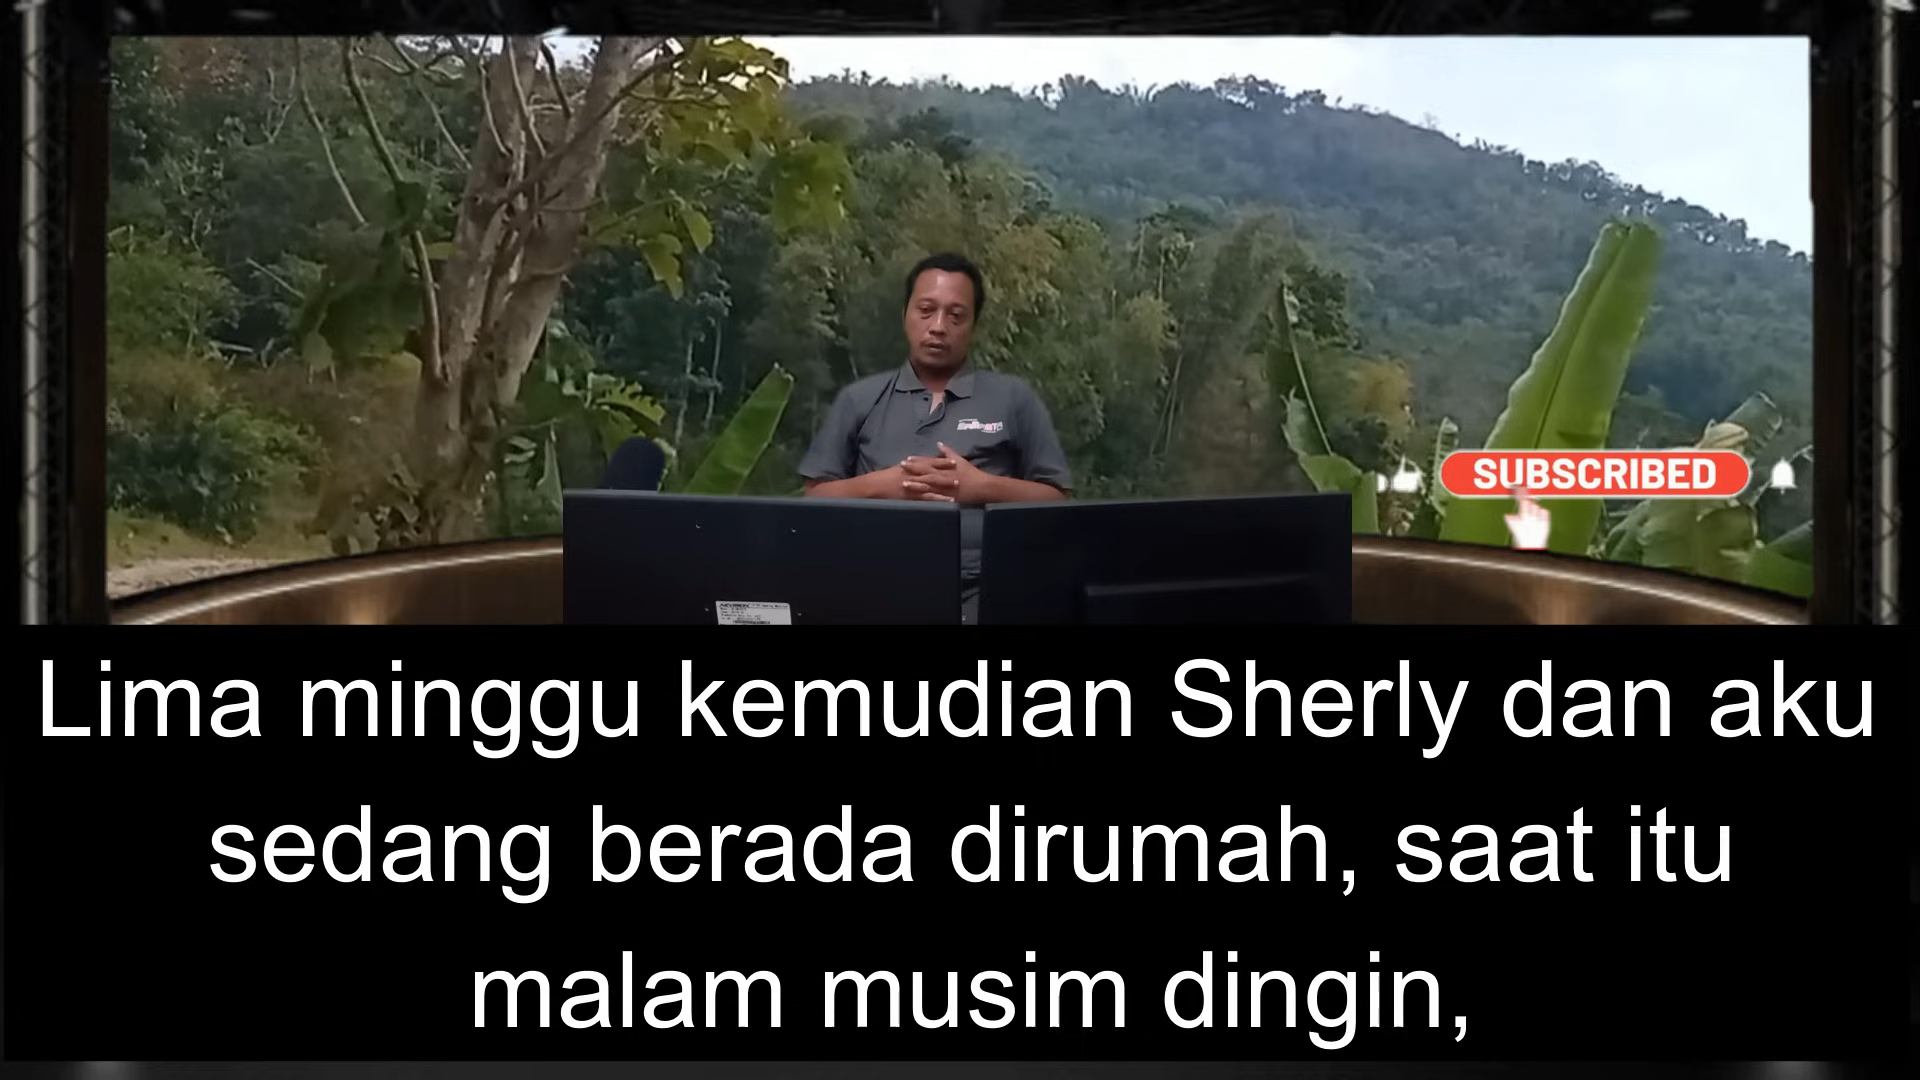 SUBSCRIBED
Lima minggu kemudian Sherly dan aku
sedang berada dirumah, saat itu
malam musim dingin,